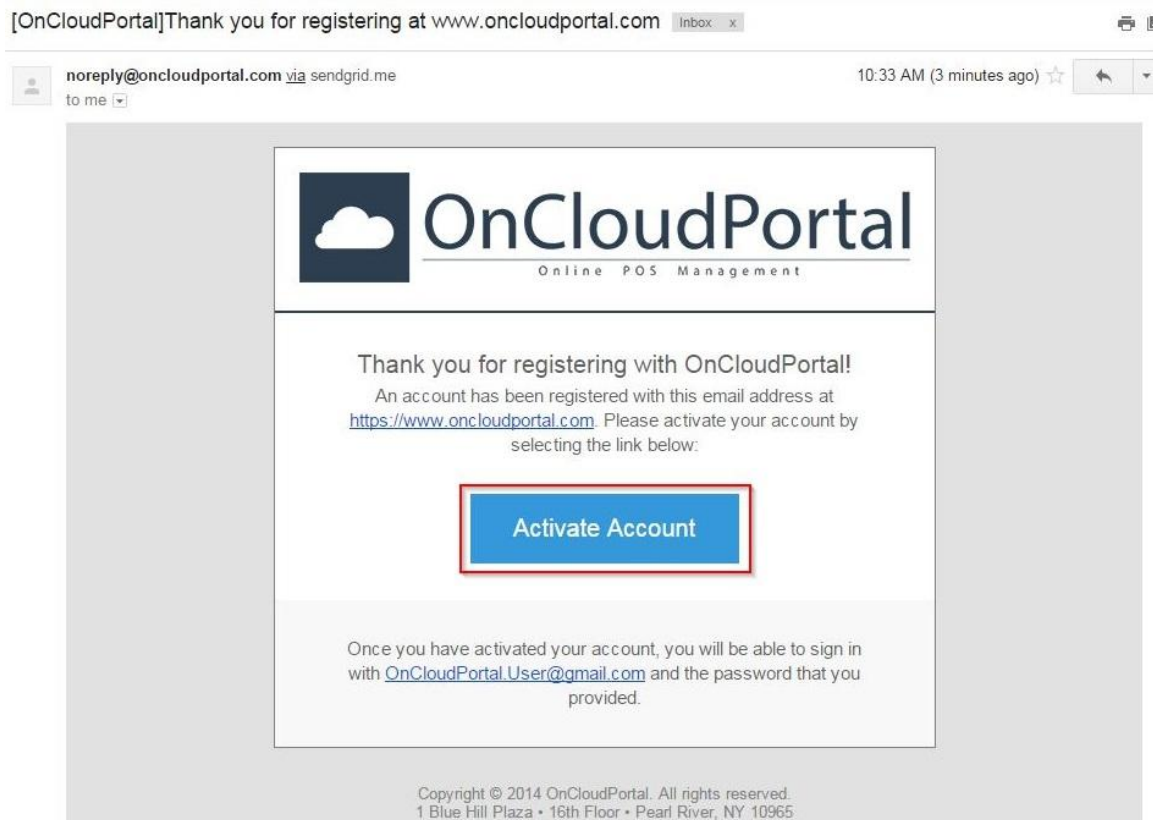 [OnCloudPortal]Thank you for registering at www.oncloudportal.com Inbox x
noreply@oncloudportal.com via sendgrid.me 10:33 AM (3 minutes ago)
to me
OnCloudPortal
Online POS Management
Thank you for registering with OnCloudPortal!
An account has been registered with this email address at
https://www.oncloudportal.com. Please activate your account by
selecting the link below:
Activate Account
Once you have activated your account, you will be able to sign in
with OnCloudPortal.User@gmail.com and the password that you
provided.
Copyright © 2014 OnCloudPortal. All rights reserved.
1 Blue Hill Plaza • 16th Floor • Pearl River, NY 10965